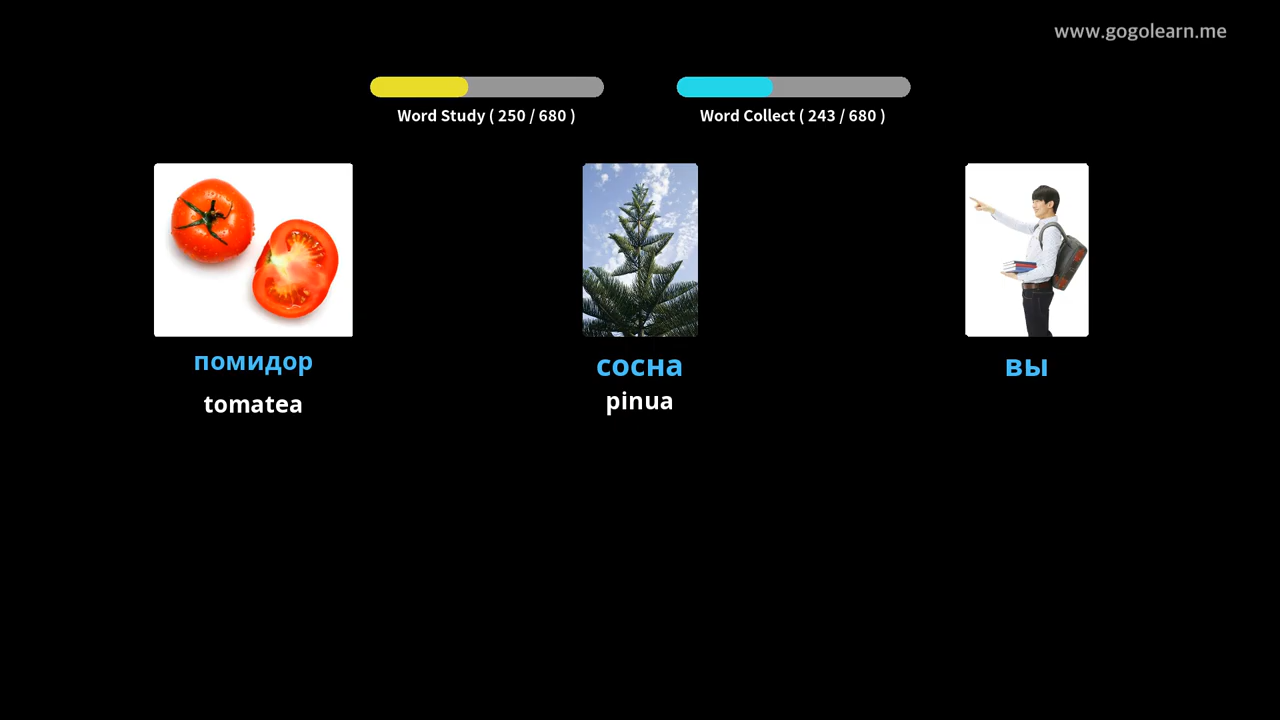 www.gogolearn.me
Word Study ( 250 / 680 )
Word Collect ( 243 / 680 )
помидор
tomatea
сосна
pinua
вы